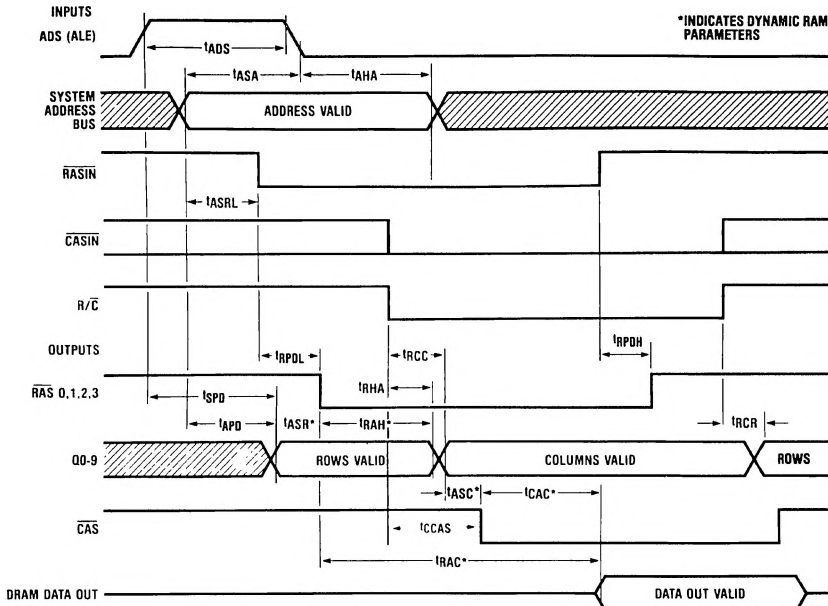 INPUTS
ADS (ALE)
*INDICATES DYNAMIC RAM
PARAMETERS
tADS
tASA
tAHA
SYSTEM
ADDRESS
BUS
ADDRESS VALID
RASIN
tASRL
CASIN
R/C
OUTPUTS
tRPDL
tRCC
tRPDH
RAS 0,1,2,3
tSPD
tRHA
tAPD
tASR*
tRAH*
tRCR
Q0-9
ROWS VALID
COLUMNS VALID
ROWS
tASC*
tCAC*
CAS
tCCAS
tRAC*
DRAM DATA OUT
DATA OUT VALID